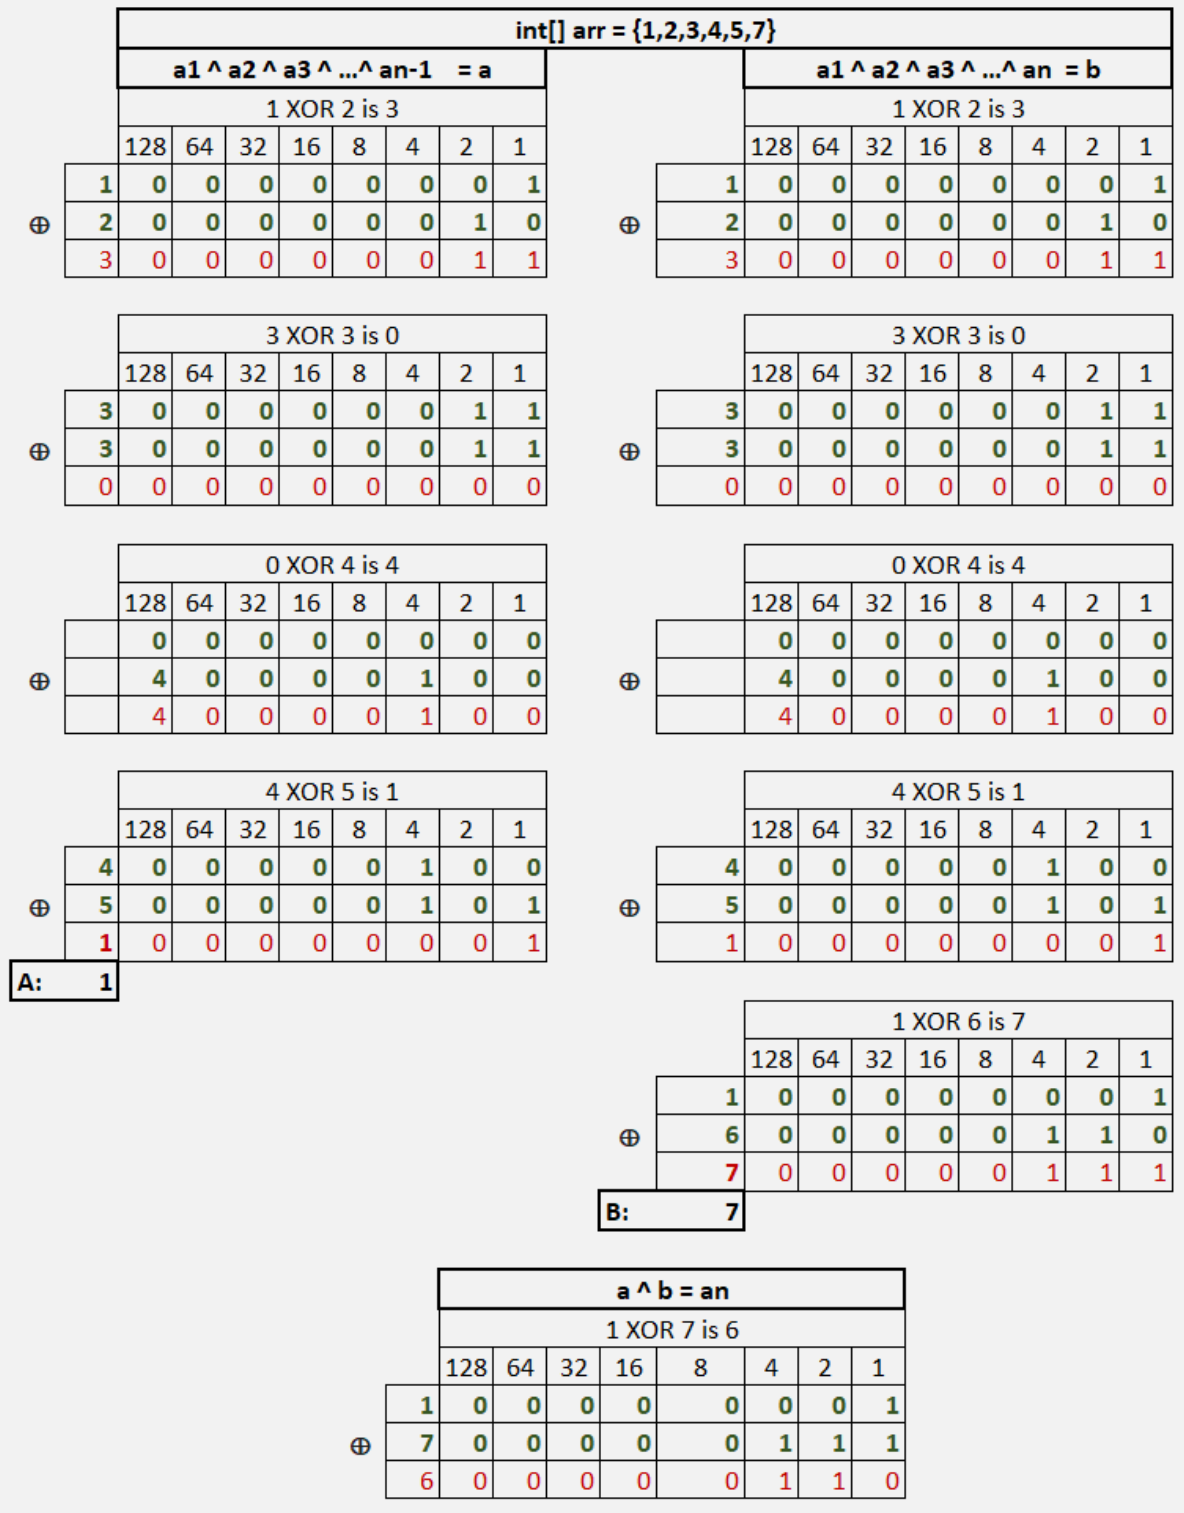 int[] arr = {1,2,3,4,5,7}
a1 ^ a2 ^ a3 ^ ...^ an-1 = a
1 XOR 2 is 3
128 64 32 16 8 4 2 1
1 0 0 0 0 0 0 0 1
⊕ 2 0 0 0 0 0 0 1 0
3 0 0 0 0 0 0 1 1
3 XOR 3 is 0
128 64 32 16 8 4 2 1
3 0 0 0 0 0 0 1 1
⊕ 3 0 0 0 0 0 0 1 1
0 0 0 0 0 0 0 0 0
0 XOR 4 is 4
128 64 32 16 8 4 2 1
0 0 0 0 0 0 0 0
⊕ 4 0 0 0 0 1 0 0
4 0 0 0 0 1 0 0
4 XOR 5 is 1
128 64 32 16 8 4 2 1
4 0 0 0 0 0 1 0 0
⊕ 5 0 0 0 0 0 1 0 1
1 0 0 0 0 0 0 0 1
A: 1
a1 ^ a2 ^ a3 ^ ...^ an = b
1 XOR 2 is 3
128 64 32 16 8 4 2 1
1 0 0 0 0 0 0 0 1
⊕ 2 0 0 0 0 0 0 1 0
3 0 0 0 0 0 0 1 1
3 XOR 3 is 0
128 64 32 16 8 4 2 1
3 0 0 0 0 0 0 1 1
⊕ 3 0 0 0 0 0 0 1 1
0 0 0 0 0 0 0 0 0
0 XOR 4 is 4
128 64 32 16 8 4 2 1
0 0 0 0 0 0 0 0
⊕ 4 0 0 0 0 1 0 0
4 0 0 0 0 1 0 0
4 XOR 5 is 1
128 64 32 16 8 4 2 1
4 0 0 0 0 0 1 0 0
⊕ 5 0 0 0 0 0 1 0 1
1 0 0 0 0 0 0 0 1
1 XOR 6 is 7
128 64 32 16 8 4 2 1
1 0 0 0 0 0 0 0 1
⊕ 6 0 0 0 0 0 1 1 0
7 0 0 0 0 0 1 1 1
B: 7
a ^ b = an
1 XOR 7 is 6
128 64 32 16 8 4 2 1
1 0 0 0 0 0 0 0 1
⊕ 7 0 0 0 0 0 1 1 1
6 0 0 0 0 0 1 1 0